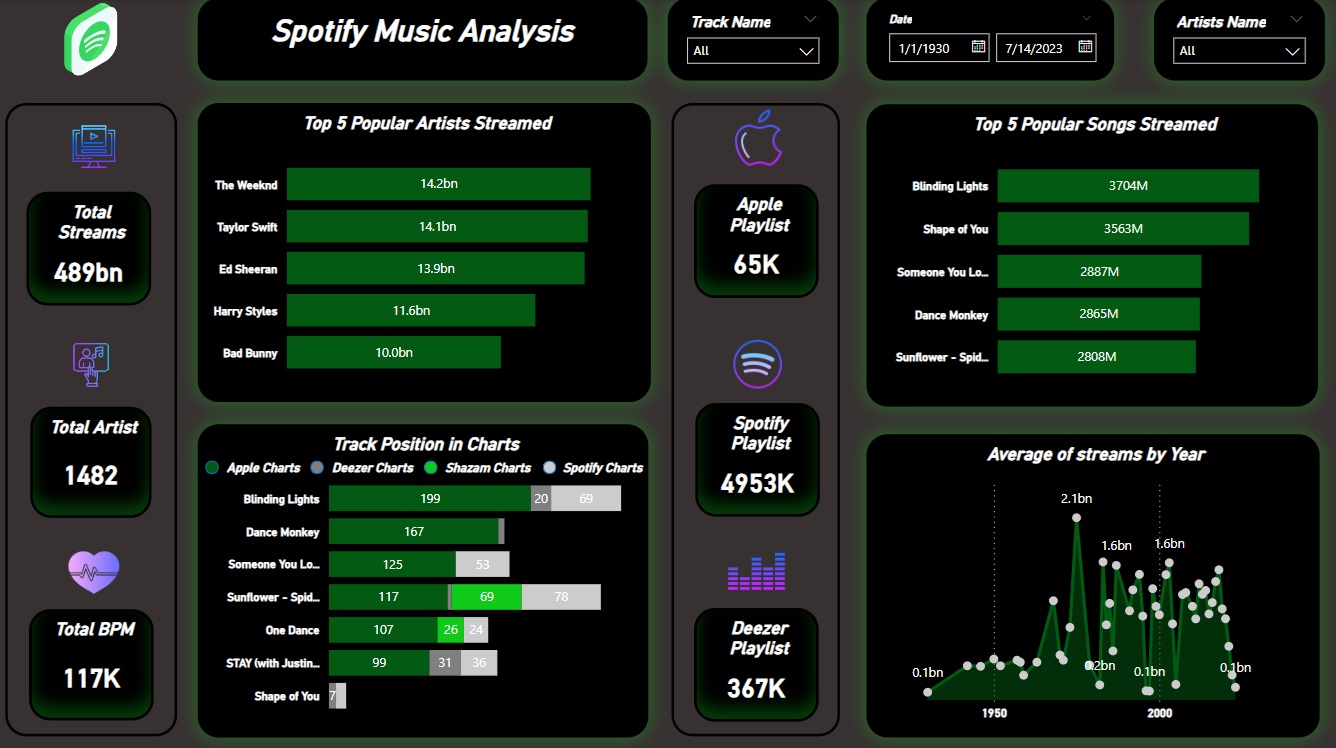 Spotify Music Analysis
Track Name
All
Date
1/1/1930
7/14/2023
Artists Name
All
Total
Streams
489bn
Total Artist
1482
Total BPM
117K
Top 5 Popular Artists Streamed
The Weeknd 14.2bn
Taylor Swift 14.1bn
Ed Sheeran 13.9bn
Harry Styles 11.6bn
Bad Bunny 10.0bn
Track Position in Charts
Apple Charts Deezer Charts Shazam Charts Spotify Charts
Blinding Lights 199 20 69
Dance Monkey 167
Someone You Lo... 125 53
Sunflower - Spid... 117 69 78
One Dance 107 26 24
STAY (with Justin... 99 31 36
Shape of You 7
Apple
Playlist
65K
Spotify
Playlist
4953K
Deezer
Playlist
367K
Top 5 Popular Songs Streamed
Blinding Lights 3704M
Shape of You 3563M
Someone You Lo... 2887M
Dance Monkey 2865M
Sunflower - Spid... 2808M
Average of streams by Year
2.1bn
1.6bn 1.6bn
0.1bn 0.2bn 0.1bn 0.1bn
1950 2000